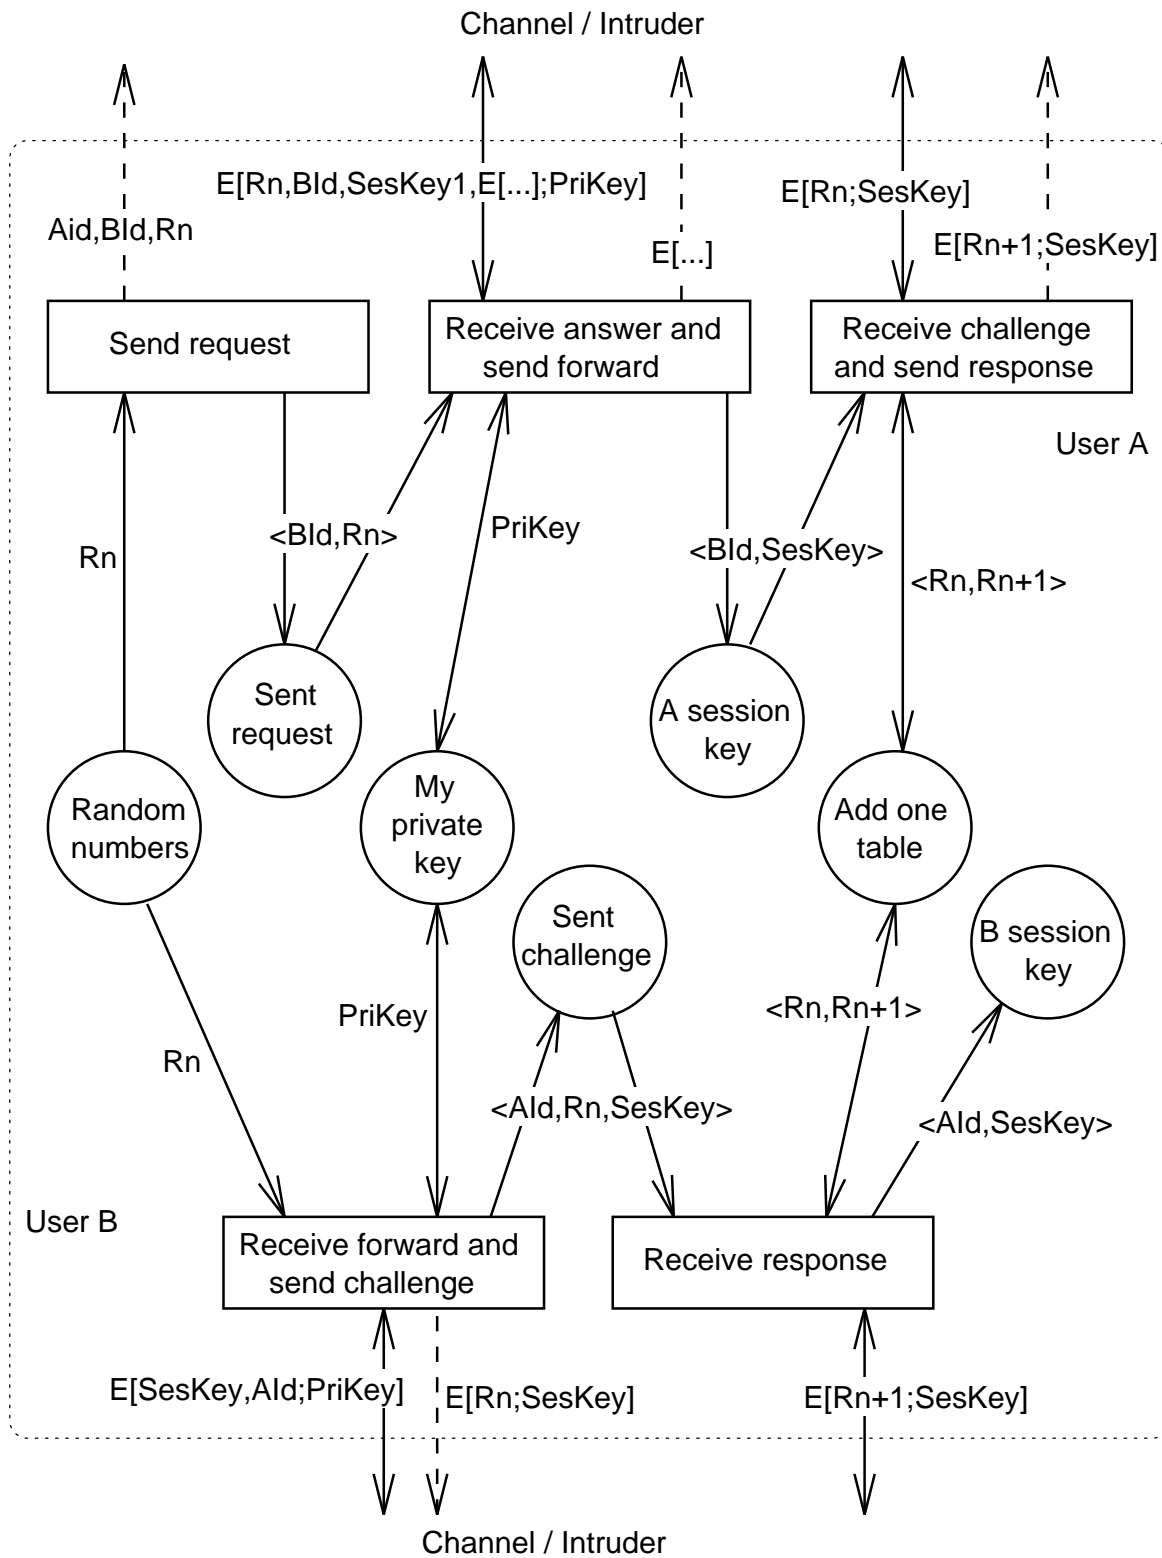 Channel / Intruder
E[Rn,BId,SesKey1,E[...];PriKey]
E[Rn;SesKey]
Aid,BId,Rn
E[...]
E[Rn+1;SesKey]
Send request
Receive answer and
send forward
Receive challenge
and send response
User A
Rn
<BId,Rn>
PriKey
<BId,SesKey>
<Rn,Rn+1>
Sent
request
A session
key
Random
numbers
My
private
key
Add one
table
Sent
challenge
B session
key
Rn
PriKey
<Rn,Rn+1>
<AId,Rn,SesKey>
<AId,SesKey>
User B
Receive forward and
send challenge
Receive response
E[SesKey,AId;PriKey]
E[Rn;SesKey]
E[Rn+1;SesKey]
Channel / Intruder